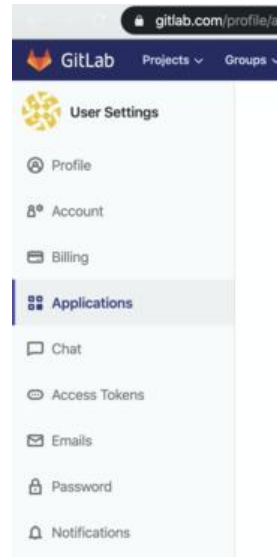 gitlab.com/profile/a
GitLab Projects Groups
User Settings
Profile
Account
Billing
Applications
Chat
Access Tokens
Emails
Password
Notifications